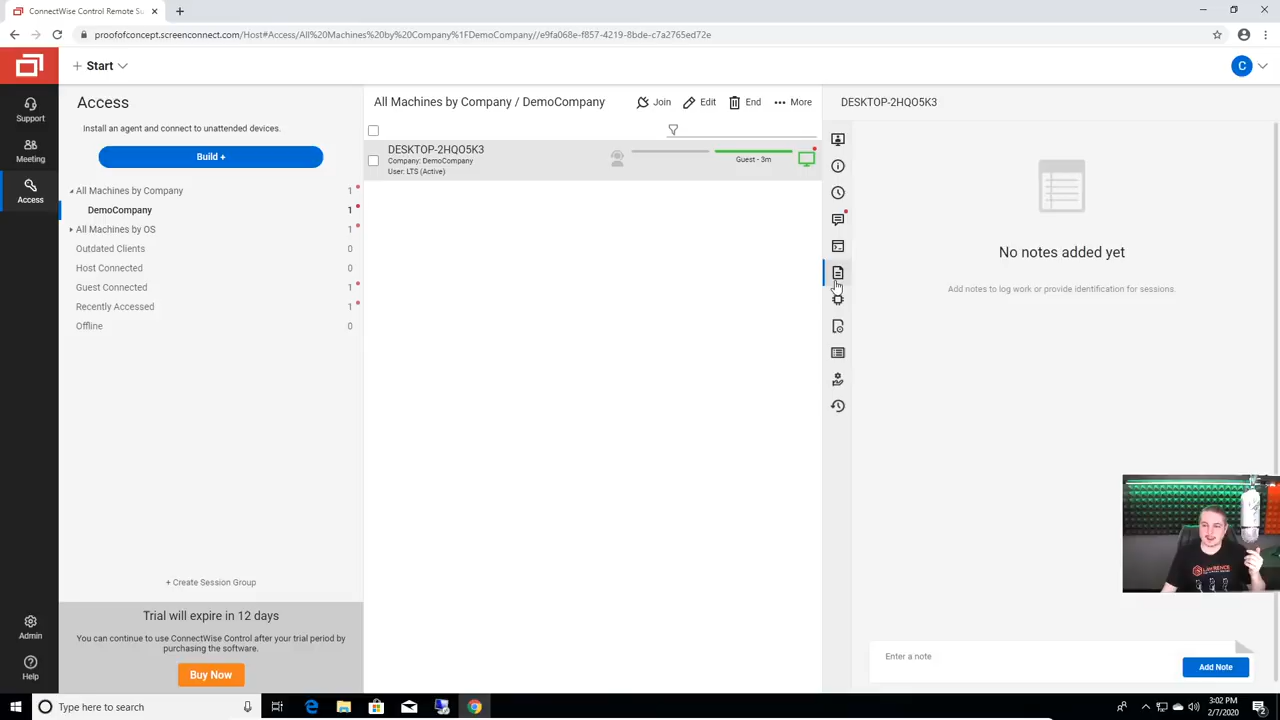 ConnectWise Control Remote Su
proofofconcept.screenconnect.com/Host#Access/All%20Machines%20by%20Company%1FDemoCompany//e9fa068e-f857-4219-8bde-c7a2765ed72e
+ Start
C
Support
Meeting
Access
Admin
Help
Access
Install an agent and connect to unattended devices.
Build +
All Machines by Company 1
DemoCompany 1
All Machines by OS 1
Outdated Clients 0
Host Connected 0
Guest Connected 1
Recently Accessed 1
Offline 0
+ Create Session Group
Trial will expire in 12 days
You can continue to use ConnectWise Control after your trial period by
purchasing the software.
Buy Now
All Machines by Company / DemoCompany
Join Edit End More
DESKTOP-2HQO5K3
Company: DemoCompany
User: LTS (Active)
Guest - 3m
DESKTOP-2HQO5K3
No notes added yet
Add notes to log work or provide identification for sessions.
LAWRENCE
Enter a note
Add Note
Type here to search
3:02 PM
2/7/2020
2